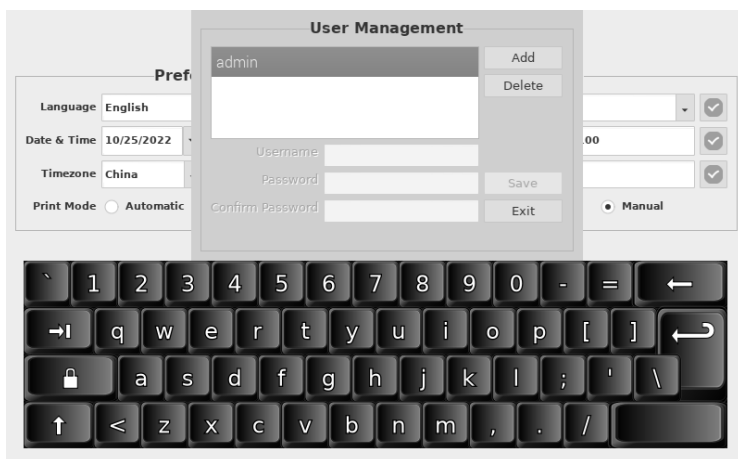 User Management
admin
Add
Delete
Username
Password
Save
Confirm Password
Exit
Pref
Language English
Date & Time 10/25/2022
00
Timezone China
Print Mode Automatic
Manual
` 1 2 3 4 5 6 7 8 9 0 - =
q w e r t y u i o p [ ]
a s d f g h j k l ; ' \
< z x c v b n m , . /